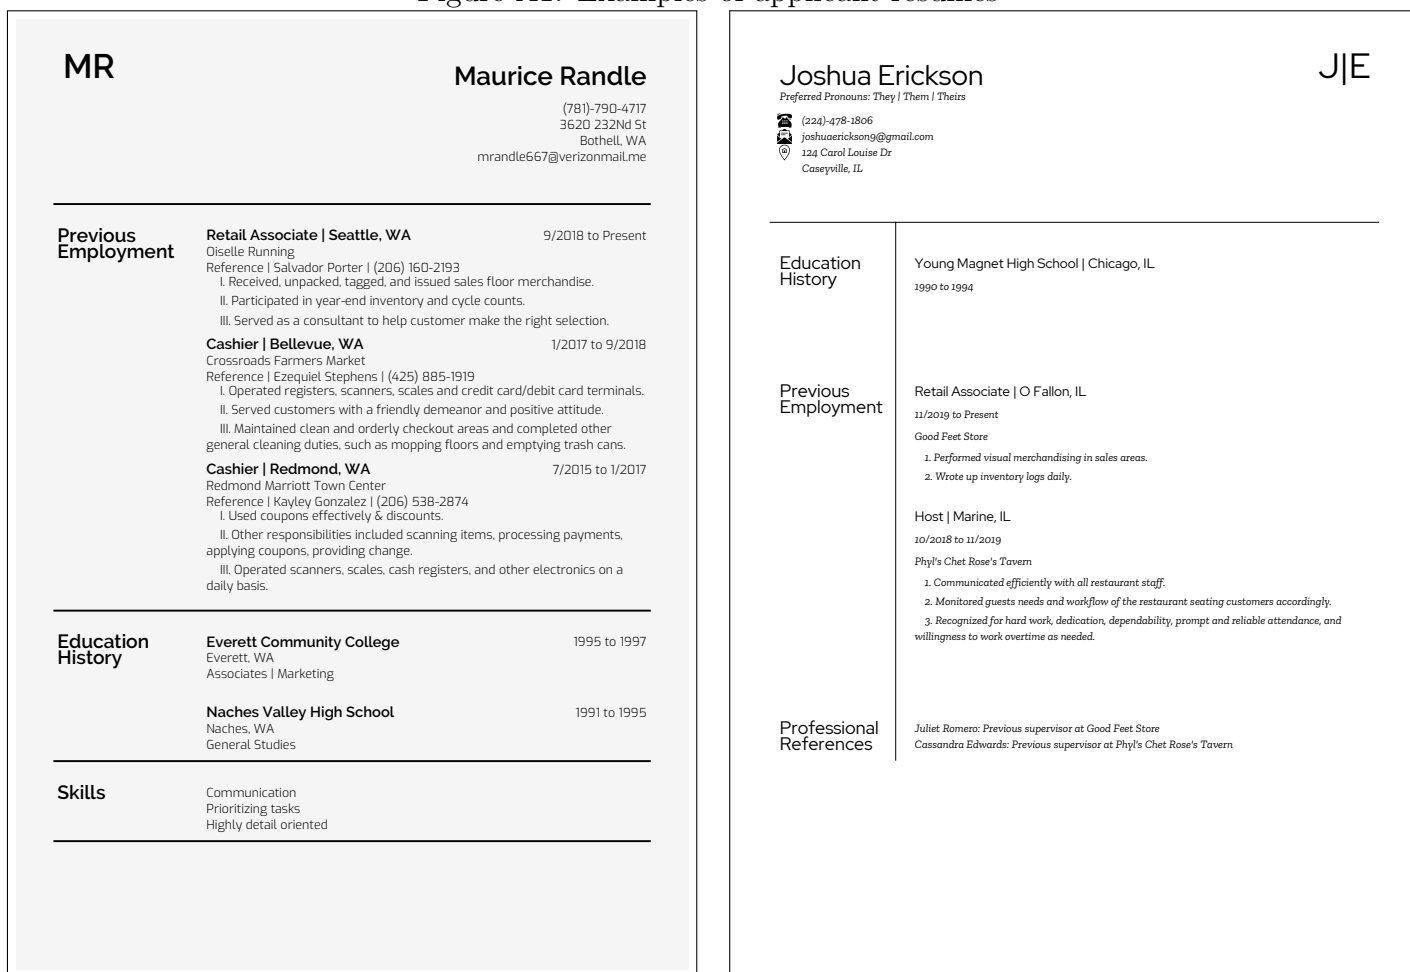 Figure A1: Examples of applicant résumés
MR
Maurice Randle
(781)-790-4717
3620 232Nd St
Bothell, WA
mrandle667@verizonmail.me
Previous
Employment
Retail Associate | Seattle, WA 9/2018 to Present
Oiselle Running
Reference | Salvador Porter | (206) 160-2193
I. Received, unpacked, tagged, and issued sales floor merchandise.
II. Participated in year-end inventory and cycle counts.
III. Served as a consultant to help customer make the right selection.
Cashier | Bellevue, WA 1/2017 to 9/2018
Crossroads Farmers Market
Reference | Ezequiel Stephens | (425) 885-1919
I. Operated registers, scanners, scales and credit card/debit card terminals.
II. Served customers with a friendly demeanor and positive attitude.
III. Maintained clean and orderly checkout areas and completed other
general cleaning duties, such as mopping floors and emptying trash cans.
Cashier | Redmond, WA 7/2015 to 1/2017
Redmond Marriott Town Center
Reference | Kayley Gonzalez | (206) 538-2874
I. Used coupons effectively & discounts.
II. Other responsibilities included scanning items, processing payments,
applying coupons, providing change.
III. Operated scanners, scales, cash registers, and other electronics on a
daily basis.
Education
History
Everett Community College 1995 to 1997
Everett, WA
Associates | Marketing
Naches Valley High School 1991 to 1995
Naches, WA
General Studies
Skills
Communication
Prioritizing tasks
Highly detail oriented
Joshua Erickson
J|E
Preferred Pronouns: They | Them | Theirs
(224)-478-1806
joshuaerickson9@gmail.com
124 Carol Louise Dr
Caseyville, IL
Education
History
Young Magnet High School | Chicago, IL
1990 to 1994
Previous
Employment
Retail Associate | O Fallon, IL
11/2019 to Present
Good Feet Store
1. Performed visual merchandising in sales areas.
2. Wrote up inventory logs daily.
Host | Marine, IL
10/2018 to 11/2019
Phyl's Chet Rose's Tavern
1. Communicated efficiently with all restaurant staff.
2. Monitored guests needs and workflow of the restaurant seating customers accordingly.
3. Recognized for hard work, dedication, dependability, prompt and reliable attendance, and
willingness to work overtime as needed.
Professional
References
Juliet Romero: Previous supervisor at Good Feet Store
Cassandra Edwards: Previous supervisor at Phyl's Chet Rose's Tavern